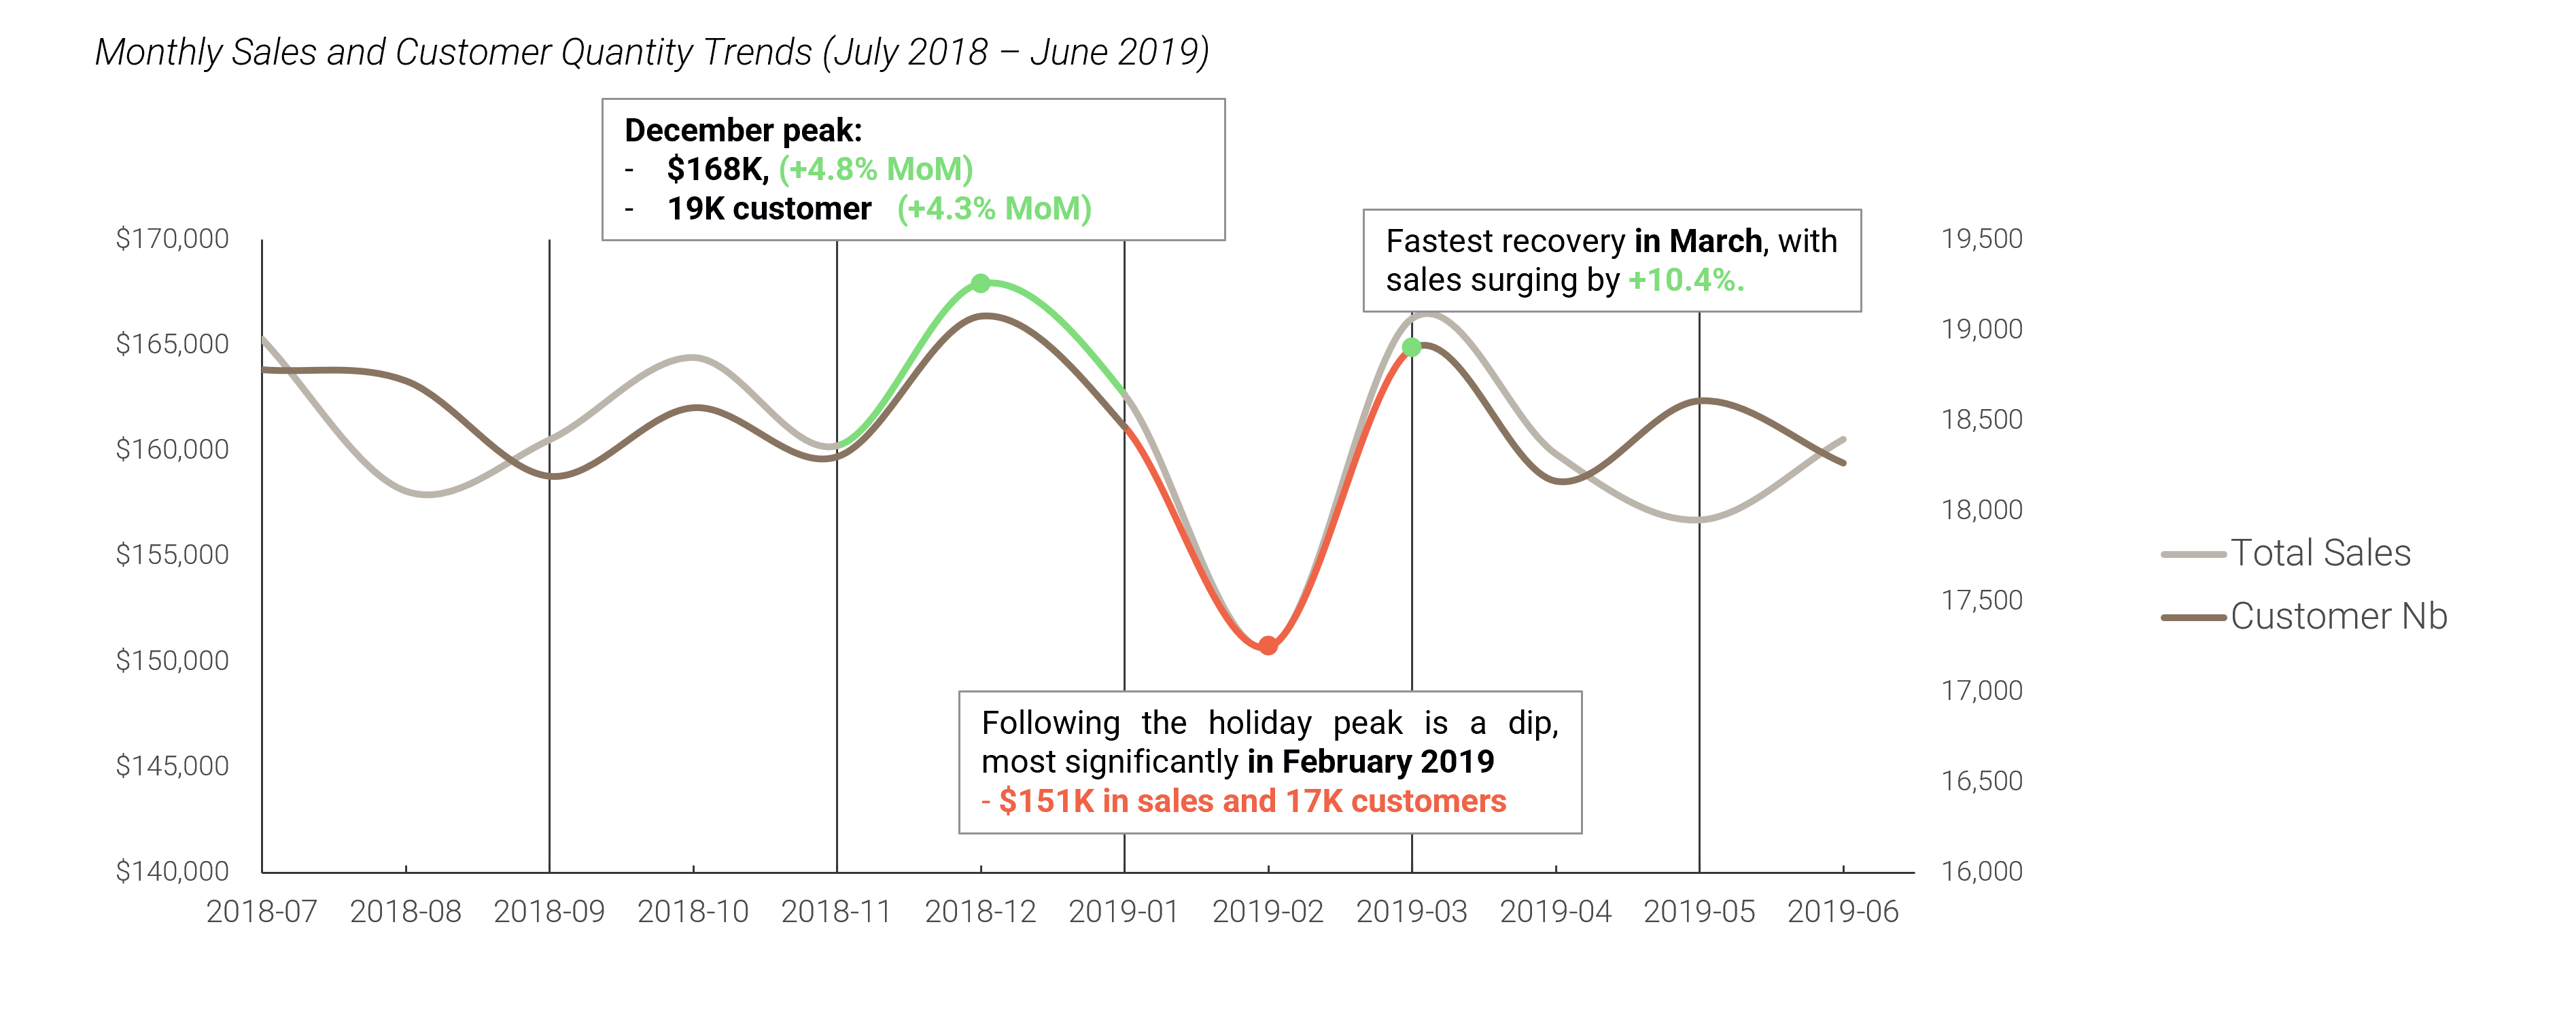 Monthly Sales and Customer Quantity Trends (July 2018 – June 2019)
December peak:
- $168K, (+4.8% MoM)
- 19K customer (+4.3% MoM)
Fastest recovery in March, with
sales surging by +10.4%.
$170,000
$165,000
$160,000
$155,000
$150,000
$145,000
$140,000
19,500
19,000
18,500
18,000
17,500
17,000
16,500
16,000
Following the holiday peak is a dip,
most significantly in February 2019
- $151K in sales and 17K customers
2018-07 2018-08 2018-09 2018-10 2018-11 2018-12 2019-01 2019-02 2019-03 2019-04 2019-05 2019-06
Total Sales
Customer Nb